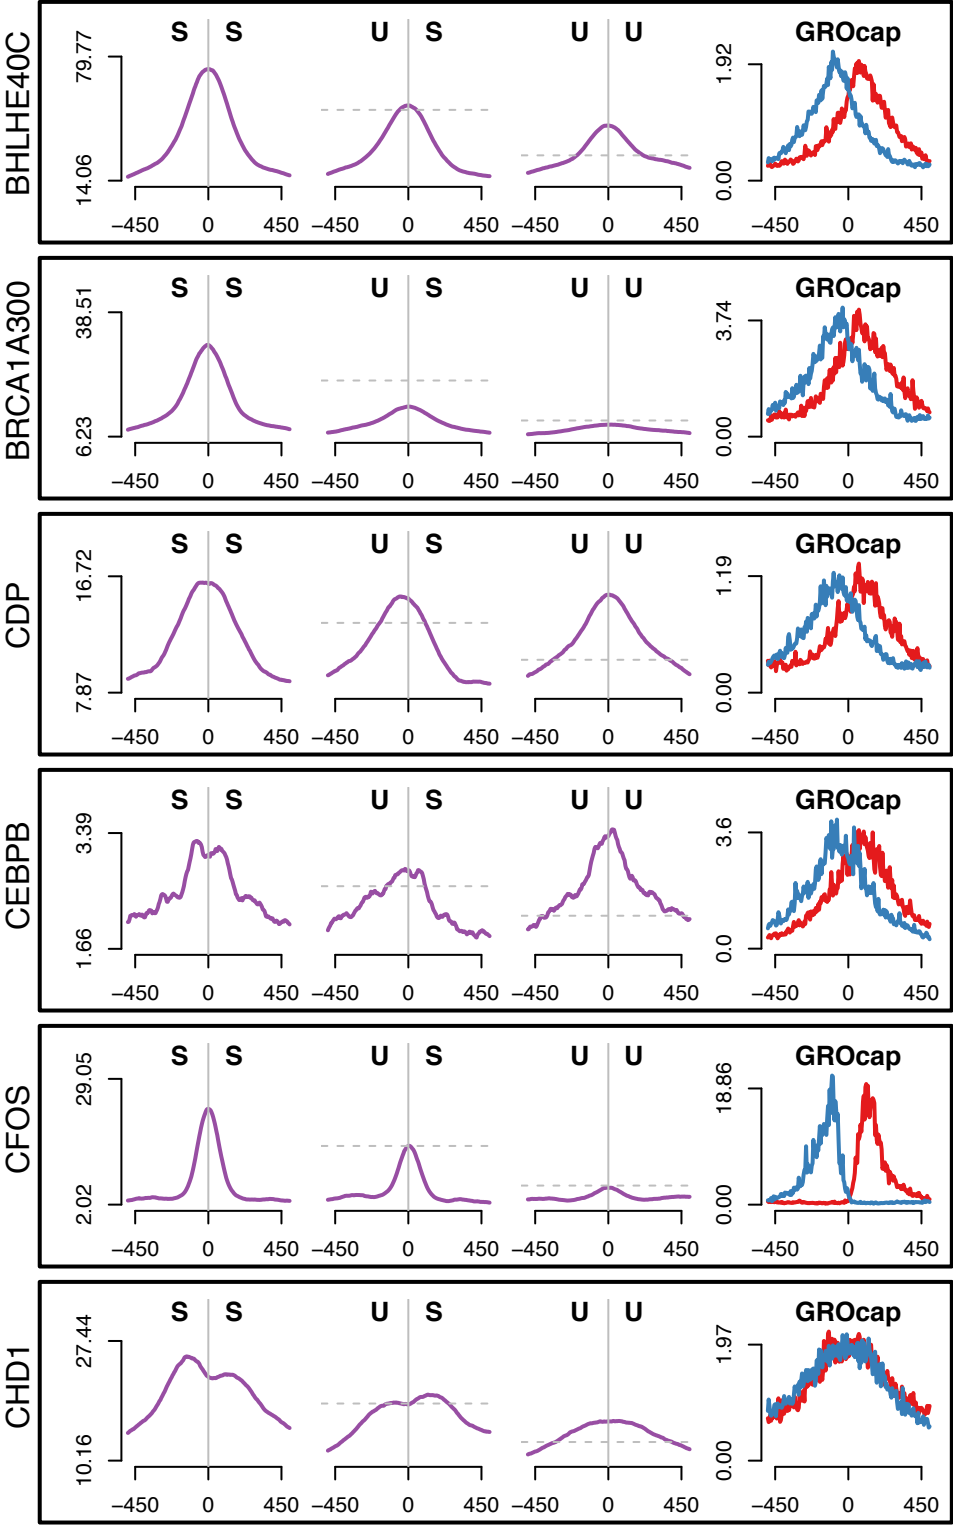 BHLHE40C
79.77
14.06
S S
U S
U U
GROcap
1.92
0.00
−450 0 450
−450 0 450
−450 0 450
−450 0 450
BRCA1A300
38.51
6.23
S S
U S
U U
GROcap
3.74
0.00
−450 0 450
−450 0 450
−450 0 450
−450 0 450
CDP
16.72
7.87
S S
U S
U U
GROcap
1.19
0.00
−450 0 450
−450 0 450
−450 0 450
−450 0 450
CEBPB
3.39
1.66
S S
U S
U U
GROcap
3.6
0.0
−450 0 450
−450 0 450
−450 0 450
−450 0 450
CFOS
29.05
2.02
S S
U S
U U
GROcap
18.86
0.00
−450 0 450
−450 0 450
−450 0 450
−450 0 450
CHD1
27.44
10.16
S S
U S
U U
GROcap
1.97
0.00
−450 0 450
−450 0 450
−450 0 450
−450 0 450